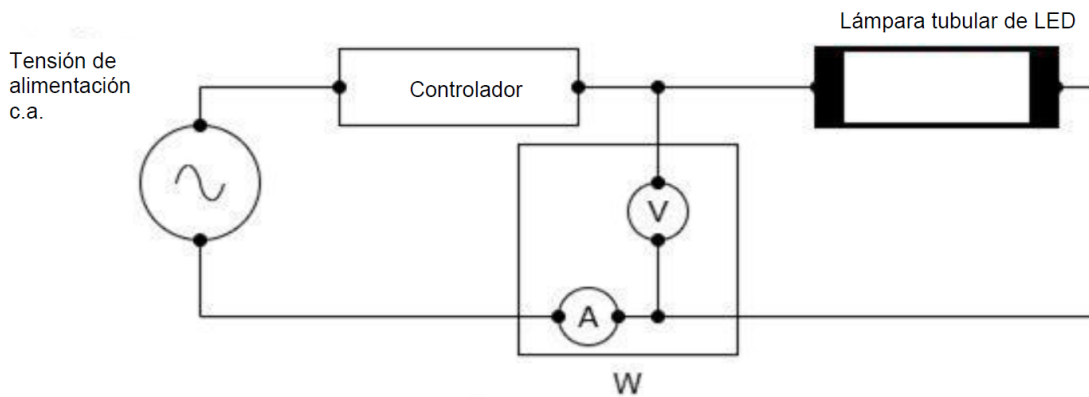 Lámpara tubular de LED
Tensión de
alimentación
c.a.
Controlador
V
A
W